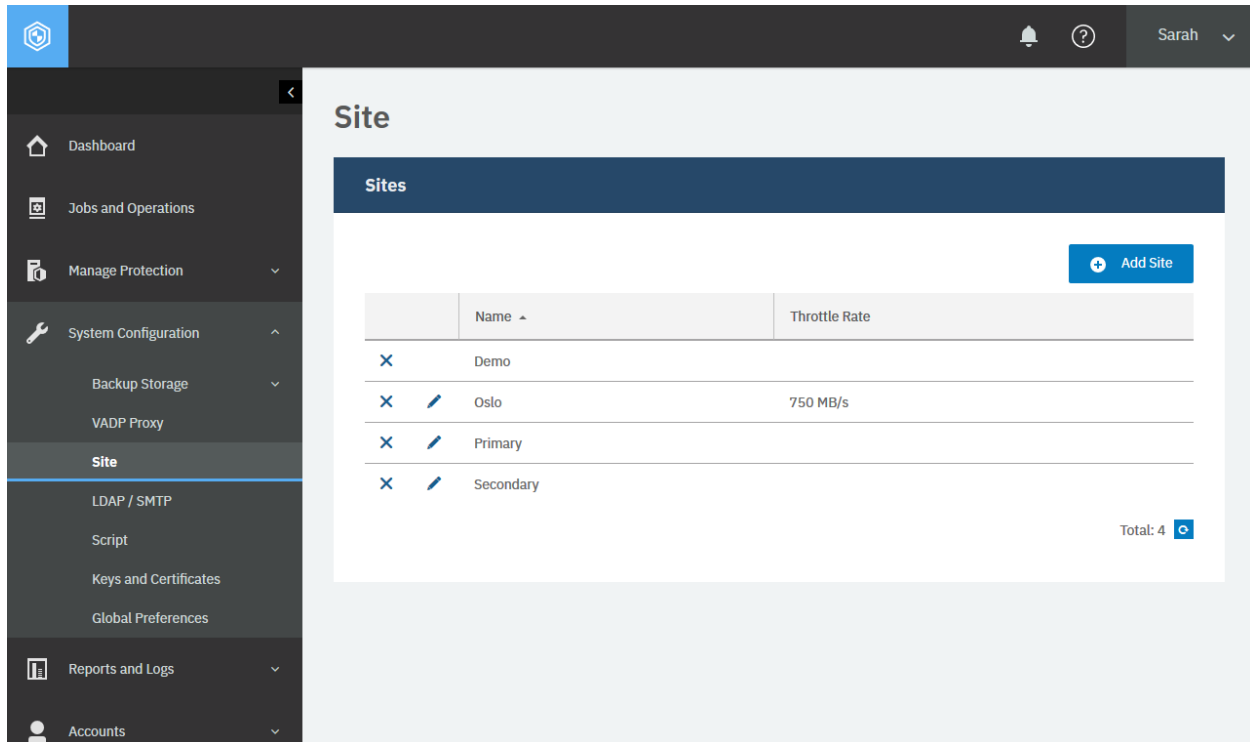 Sarah
Site
Dashboard
Jobs and Operations
Manage Protection
System Configuration
Backup Storage
VADP Proxy
Site
LDAP / SMTP
Script
Keys and Certificates
Global Preferences
Reports and Logs
Accounts
Sites
Add Site
Name Throttle Rate
Demo
Oslo 750 MB/s
Primary
Secondary
Total: 4